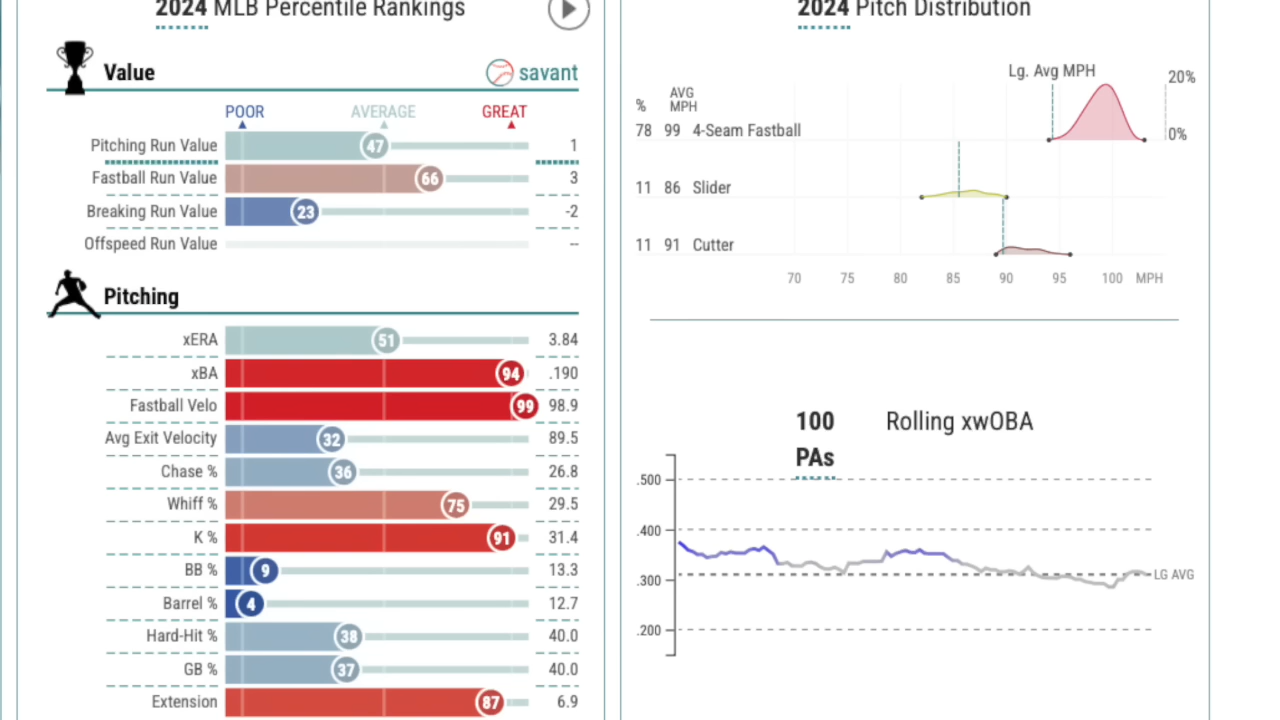 2024 MLB Percentile Rankings
Value
savant
POOR AVERAGE GREAT
Pitching Run Value 47 1
Fastball Run Value 66 3
Breaking Run Value 23 -2
Offspeed Run Value --
Pitching
xERA 51 3.84
xBA 94 .190
Fastball Velo 99 98.9
Avg Exit Velocity 32 89.5
Chase % 36 26.8
Whiff % 75 29.5
K % 91 31.4
BB % 9 13.3
Barrel % 4 12.7
Hard-Hit % 38 40.0
GB % 37 40.0
Extension 87 6.9
2024 Pitch Distribution
Lg. Avg MPH
20%
% AVG MPH
78 99 4-Seam Fastball 0%
11 86 Slider
11 91 Cutter
70 75 80 85 90 95 100 MPH
100 PAs Rolling xwOBA
.500
.400
.300 LG AVG
.200